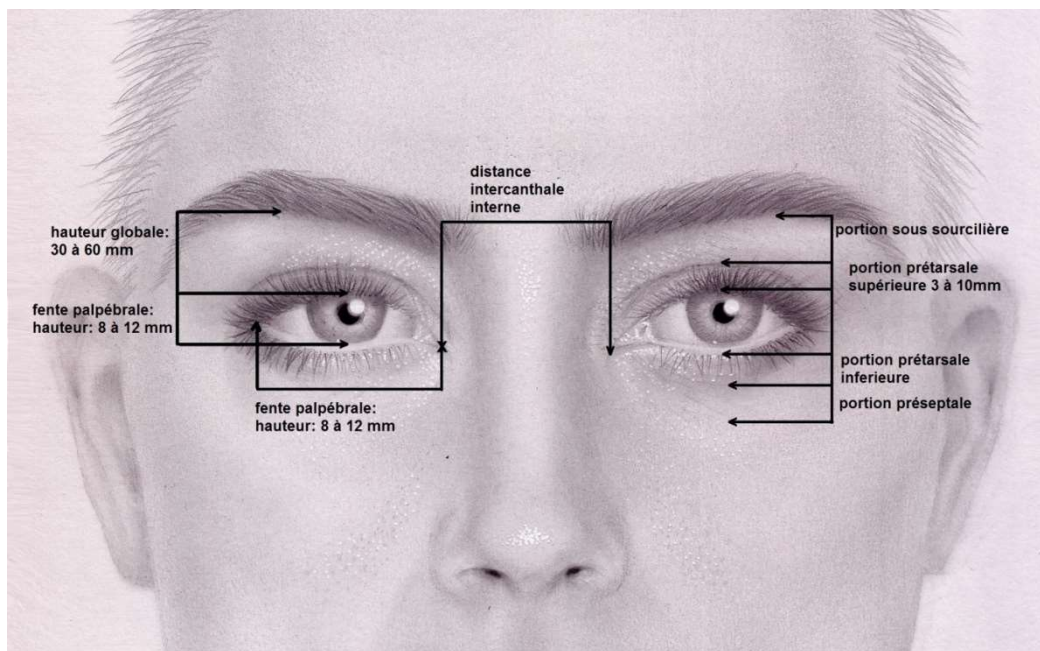 distance
intercanthale
interne
hauteur globale:
30 à 60 mm
fente palpébrale:
hauteur: 8 à 12 mm
fente palpébrale:
hauteur: 8 à 12 mm
portion sous sourcilière
portion prétarsale
supérieure 3 à 10mm
portion prétarsale
inferieure
portion préseptale